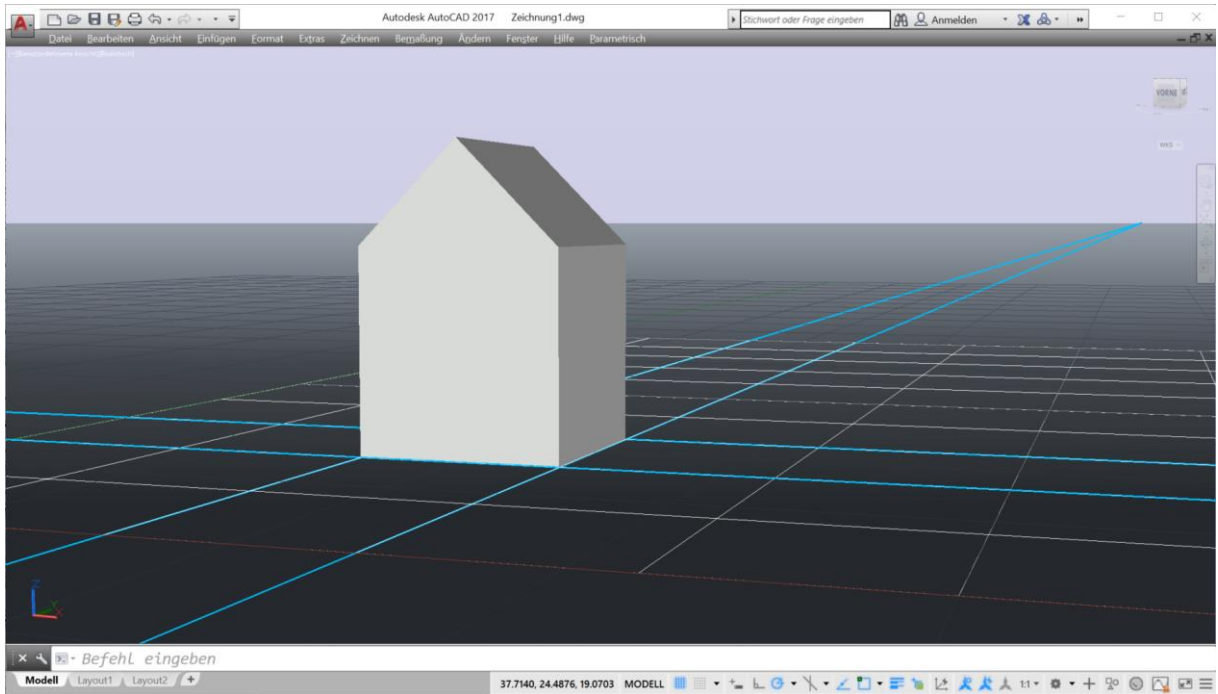 A Autodesk AutoCAD 2017 Zeichnung1.dwg Stichwort oder Frage eingeben Anmelden
Datei Bearbeiten Ansicht Einfügen Format Extras Zeichnen Bemaßung Ändern Fenster Hilfe Parametrisch
VORNE
WKS
Z
Y
X
Befehl eingeben
Modell Layout1 Layout2 + 37.7140, 24.4876, 19.0703 MODELL 1:1